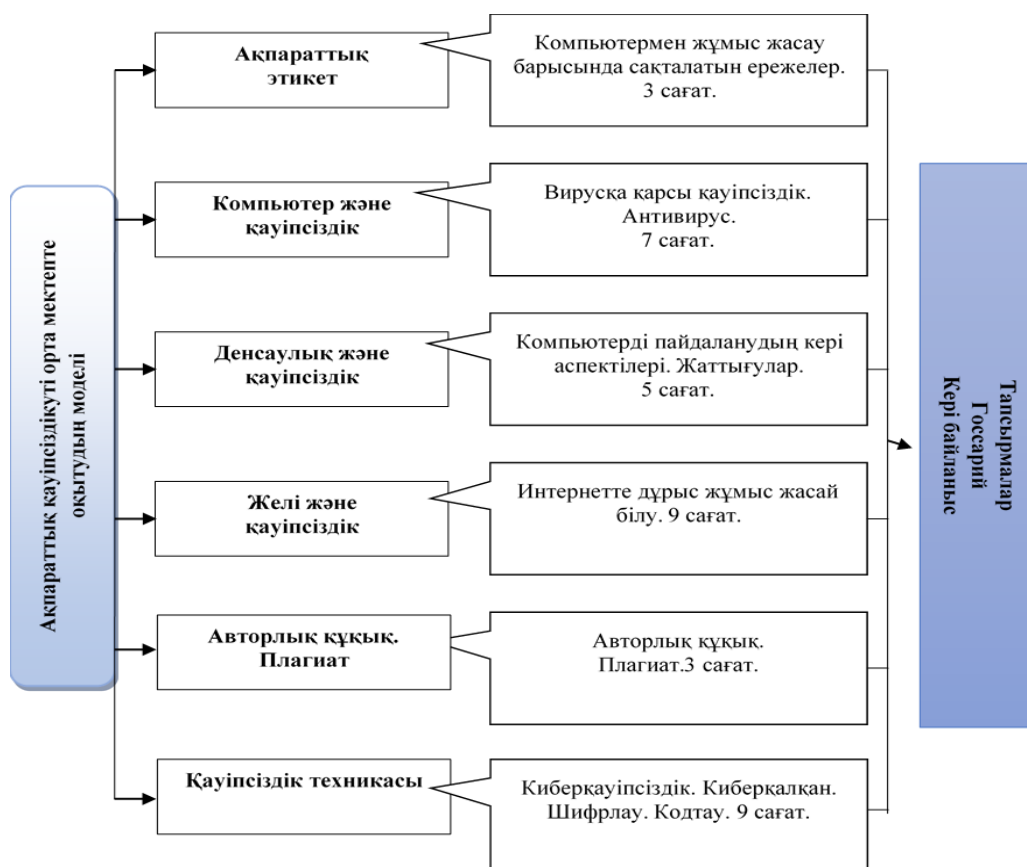 Ақпараттық қауіпсіздікуті орта мектепте
оқытудың моделі
Ақпараттық
этикет
Компьютермен жұмыс жасау
барысында сақталатын ережелер.
3 сағат.
Компьютер және
қауіпсіздік
Вирусқа қарсы қауіпсіздік.
Антивирус.
7 сағат.
Денсаулық және
қауіпсіздік
Компьютерді пайдаланудың кері
аспектілері. Жаттығулар.
5 сағат.
Желі және
қауіпсіздік
Интернетте дұрыс жұмыс жасай
білу. 9 сағат.
Авторлық құқық.
Плагиат
Авторлық құқық.
Плагиат.3 сағат.
Қауіпсіздік техникасы
Киберқауіпсіздік. Киберқалқан.
Шифрлау. Кодтау. 9 сағат.
Тапсырмалар
Госсарий
Кері байланыс